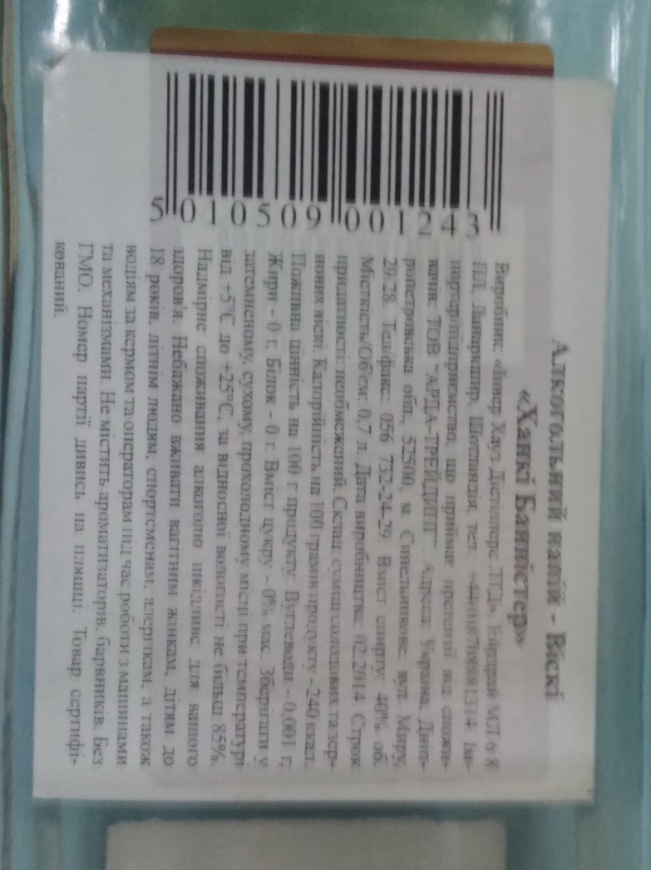 5 010509 001243
Алкогольний напій - Віскі
«Ханкі Банністер»
Виробник: «Інвер Хауз Дистілерс ЛТД», Ейрдрай МЛ 6 8
ПЛ, Ланаркшир, Шотландія, тел. +44(0)8708881314. Ім-
портер/підприємство, що приймає претензії від спожи-
вачів: ТОВ "АРДА-ТРЕЙДИНГ". Адреса: Україна, Дніп-
ропетровська обл., 52500, м. Синельникове, вул. Миру,
29/28. Тел/факс: 056 732-24-29. Вміст спирту: 40% об.
Місткість/Об'єм: 0,7 л. Дата виробництва: 02.2014. Строк
придатності: необмежений. Склад: суміш солодових та зер-
нових віскі. Калорійність на 100 грамів продукту - 240 ккал.
Поживна цінність на 100 г продукту: Вуглеводи - 0,001 г,
Жири - 0 г, Білок - 0 г. Вміст цукру - 0% мас. Зберігати у
затемненому, сухому, прохолодному місці при температурі
від +5°С до +25°С, та відносної вологості не більш 85%.
Надмірне споживання алкоголю шкідливе для вашого
здоров'я. Небажано вживати вагітним жінкам, дітям до
18 років, літнім людям, спортсменам, алергікам, а також
водіям за кермом та операторам під час роботи з машинами
та механізмами. Не містить ароматизаторів, барвників. Без
ГМО. Номер партії дивись на пляшці. Товар сертифі-
кований.